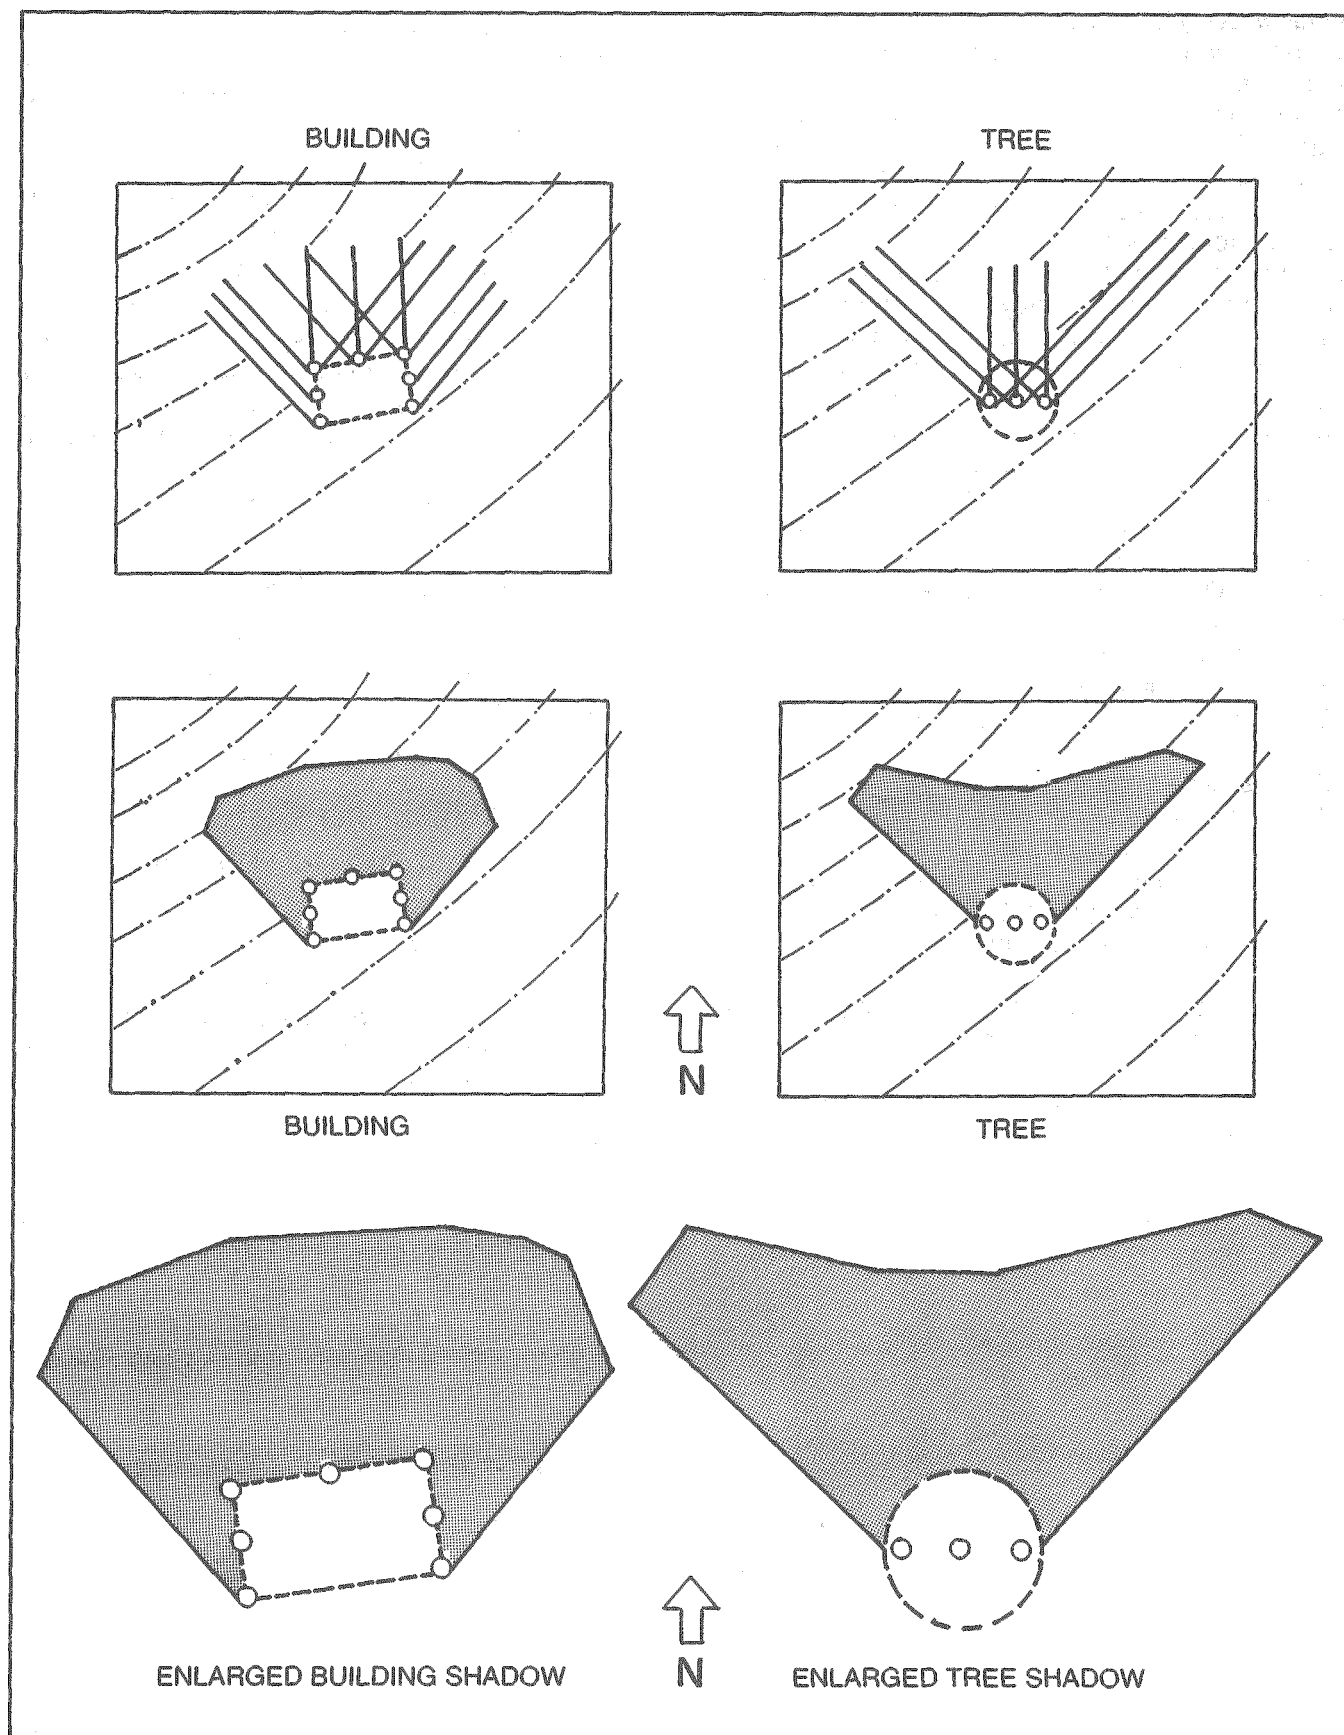 BUILDING
TREE
N
BUILDING
TREE
N
ENLARGED BUILDING SHADOW
ENLARGED TREE SHADOW